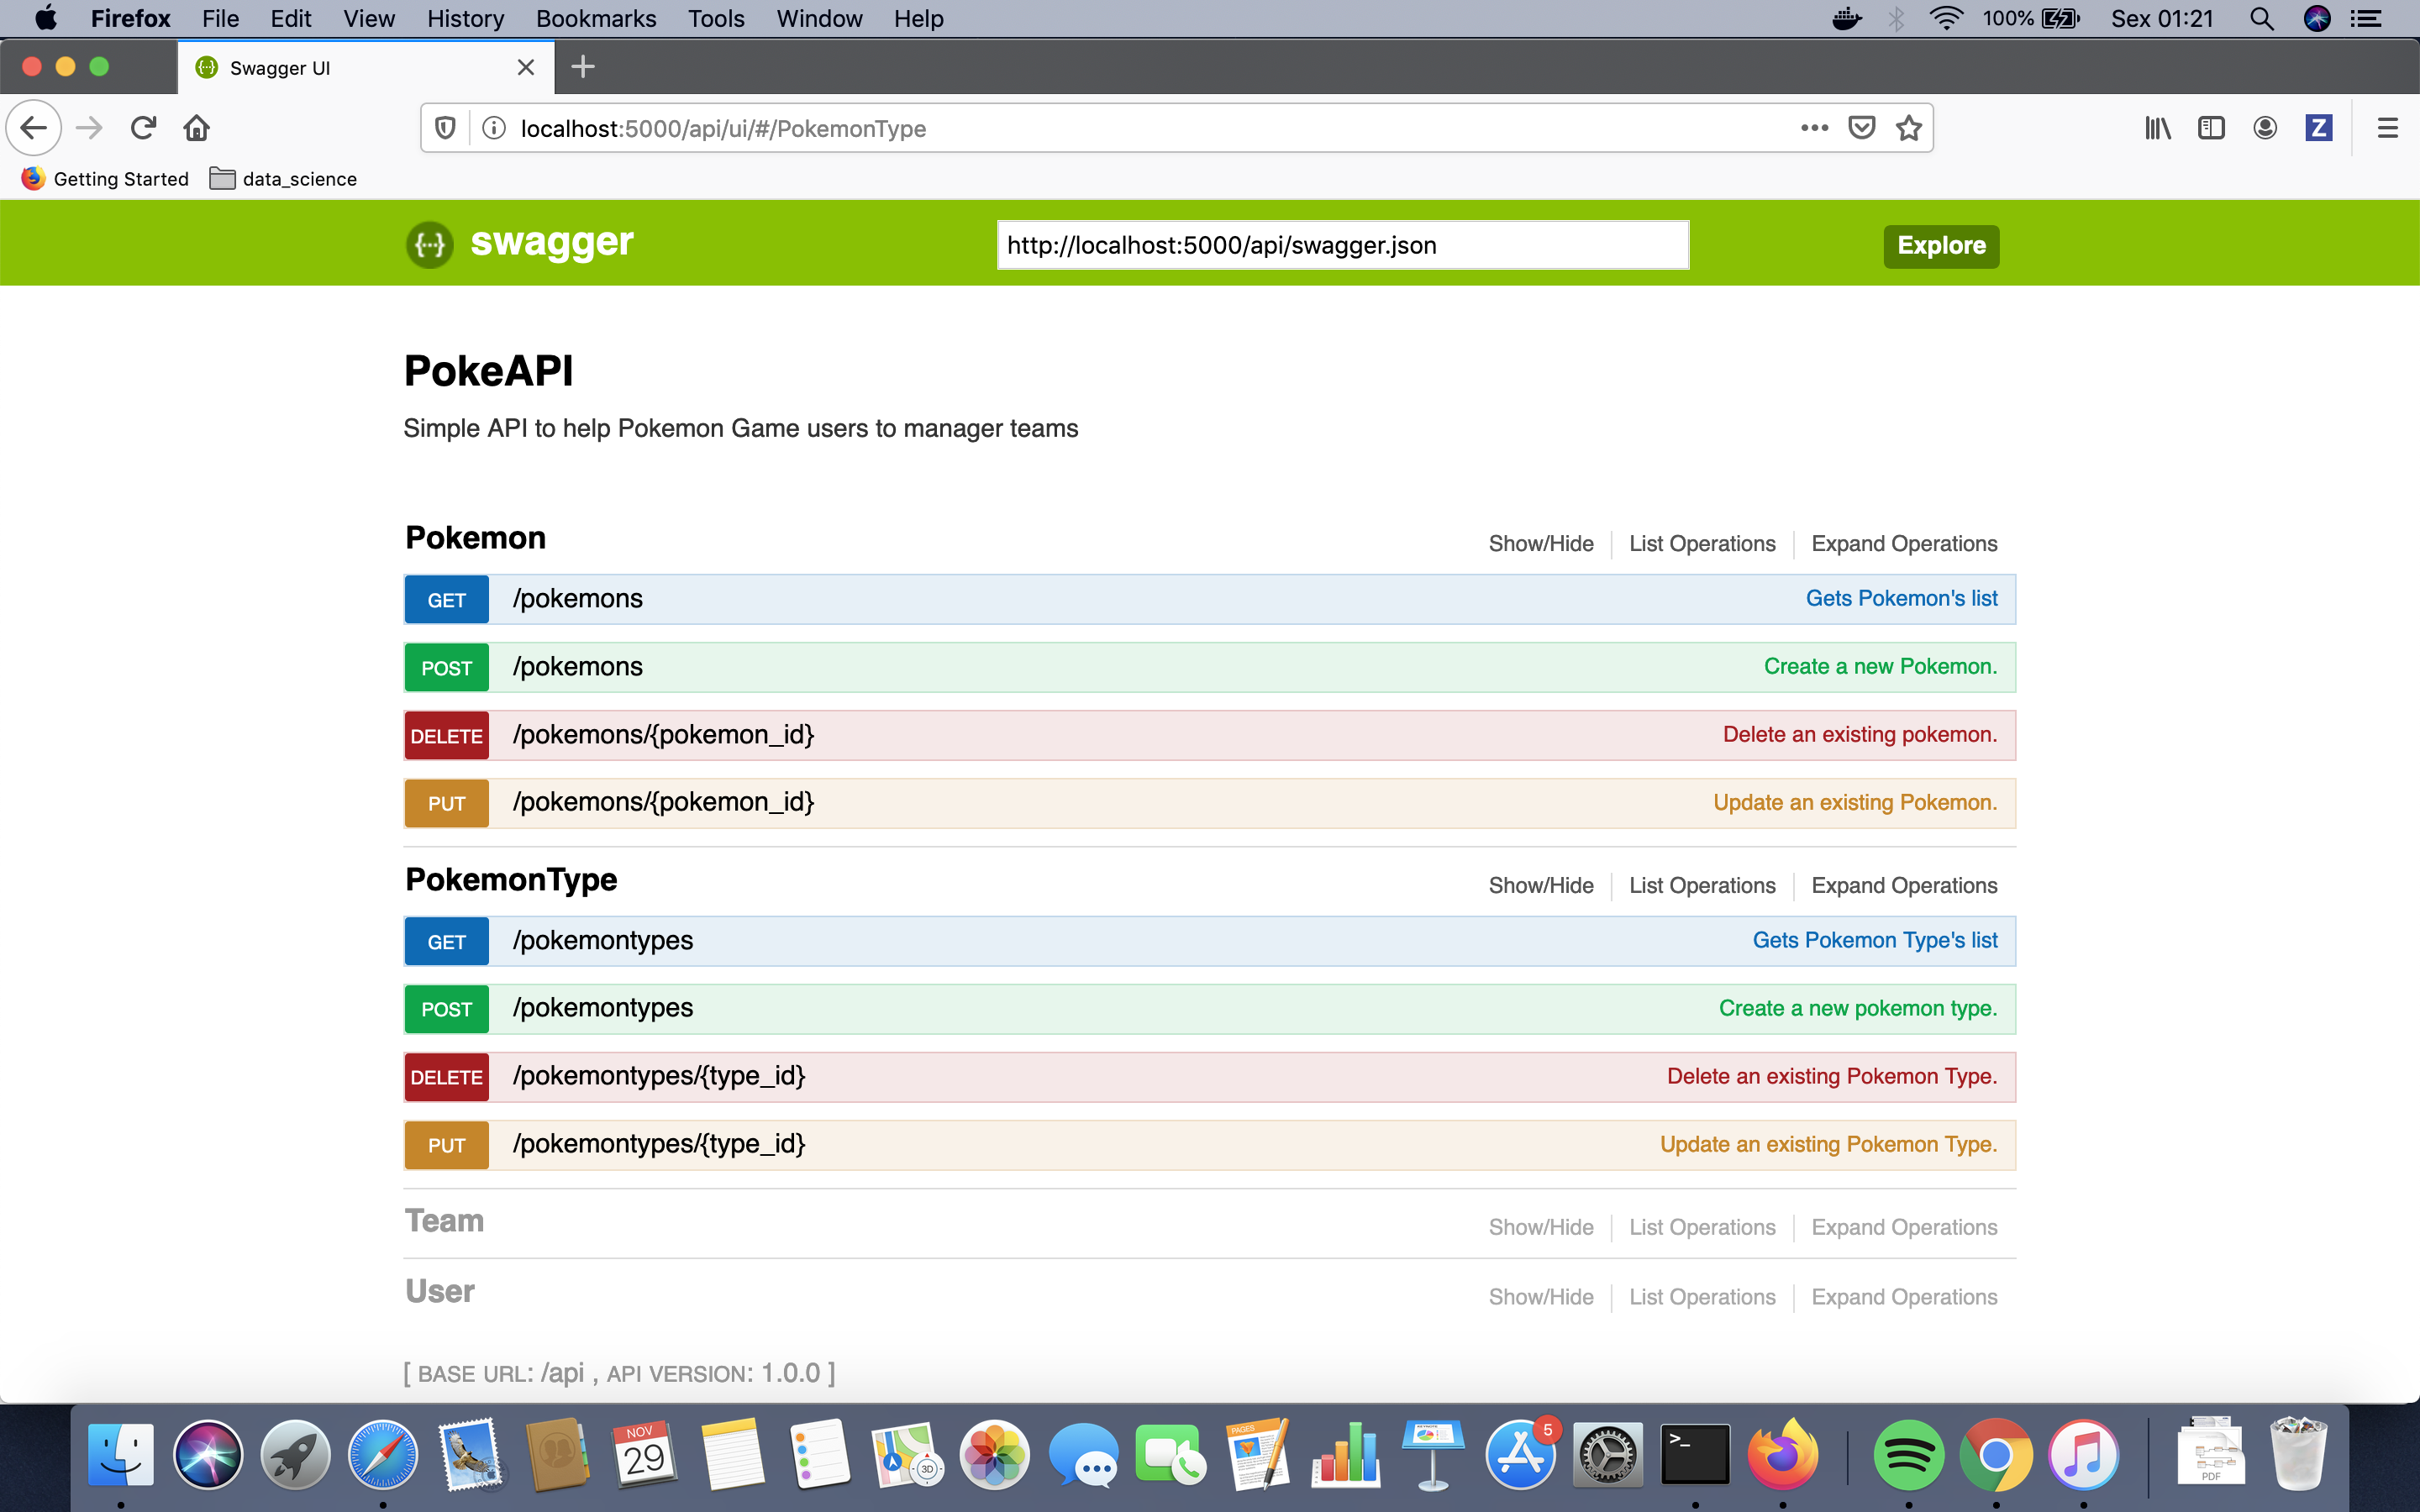 Firefox File Edit View History Bookmarks Tools Window Help 100% Sex 01:21
Swagger UI
localhost:5000/api/ui/#/PokemonType
Z
Getting Started data_science
{···} swagger http://localhost:5000/api/swagger.json Explore
PokeAPI
Simple API to help Pokemon Game users to manager teams
Pokemon Show/Hide List Operations Expand Operations
GET /pokemons Gets Pokemon's list
POST /pokemons Create a new Pokemon.
DELETE /pokemons/{pokemon_id} Delete an existing pokemon.
PUT /pokemons/{pokemon_id} Update an existing Pokemon.
PokemonType Show/Hide List Operations Expand Operations
GET /pokemontypes Gets Pokemon Type's list
POST /pokemontypes Create a new pokemon type.
DELETE /pokemontypes/{type_id} Delete an existing Pokemon Type.
PUT /pokemontypes/{type_id} Update an existing Pokemon Type.
Team Show/Hide List Operations Expand Operations
User Show/Hide List Operations Expand Operations
[ BASE URL: /api , API VERSION: 1.0.0 ]
NOV
29
3D
PAGES
5
>_
PDF